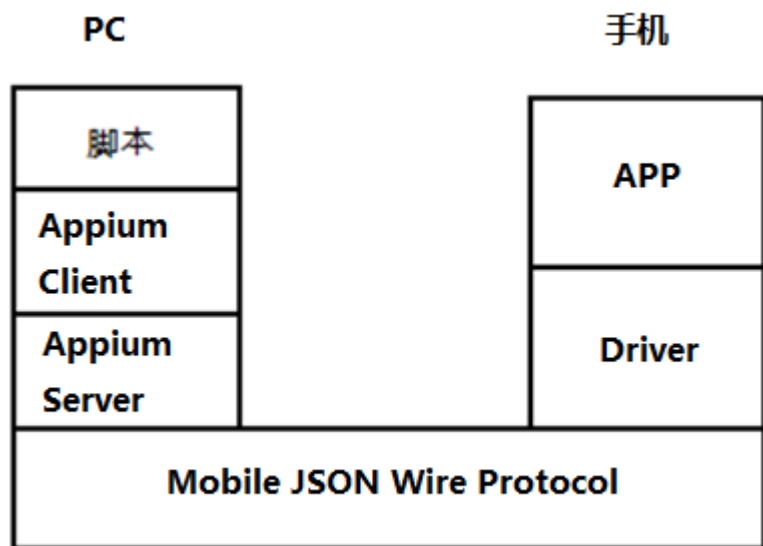 PC
手机
脚本
Appium
Client
Appium
Server
APP
Driver
Mobile JSON Wire Protocol